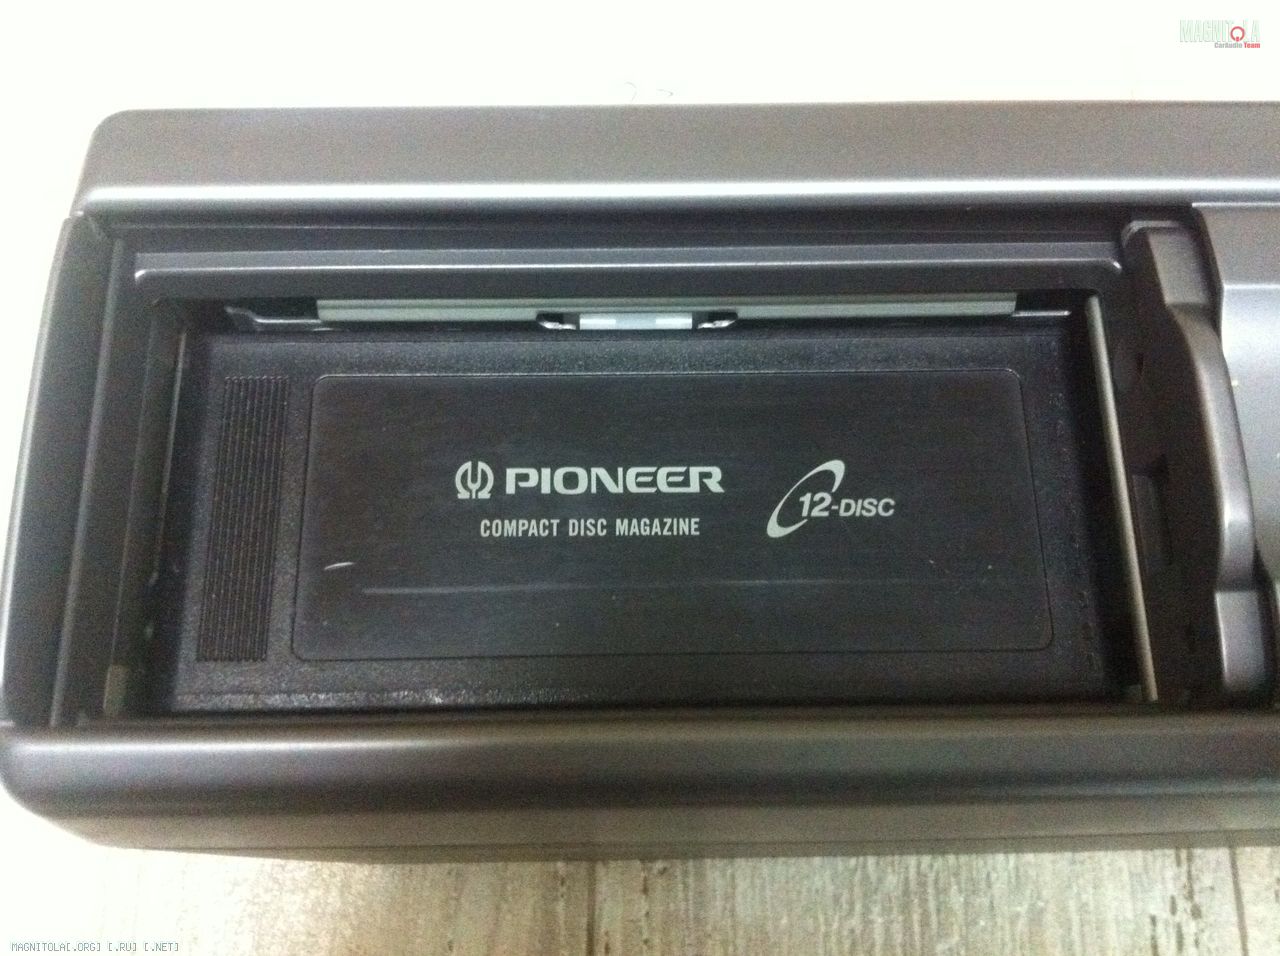 MAGNITOLA
CarAudio Team
PIONEER
COMPACT DISC MAGAZINE
12-DISC
MAGNITOLA[.ORG] [.RU] [.NET]